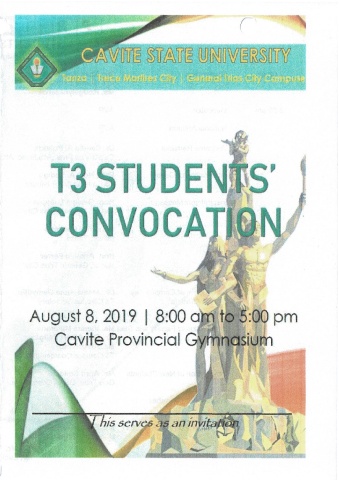 CAVITE STATE UNIVERSITY
Tanza | Trece Martires City | General Trias City Campus
T3 STUDENTS'
CONVOCATION
August 8, 2019 | 8:00 am to 5:00 pm
Cavite Provincial Gymnasium
This serves as an invitation